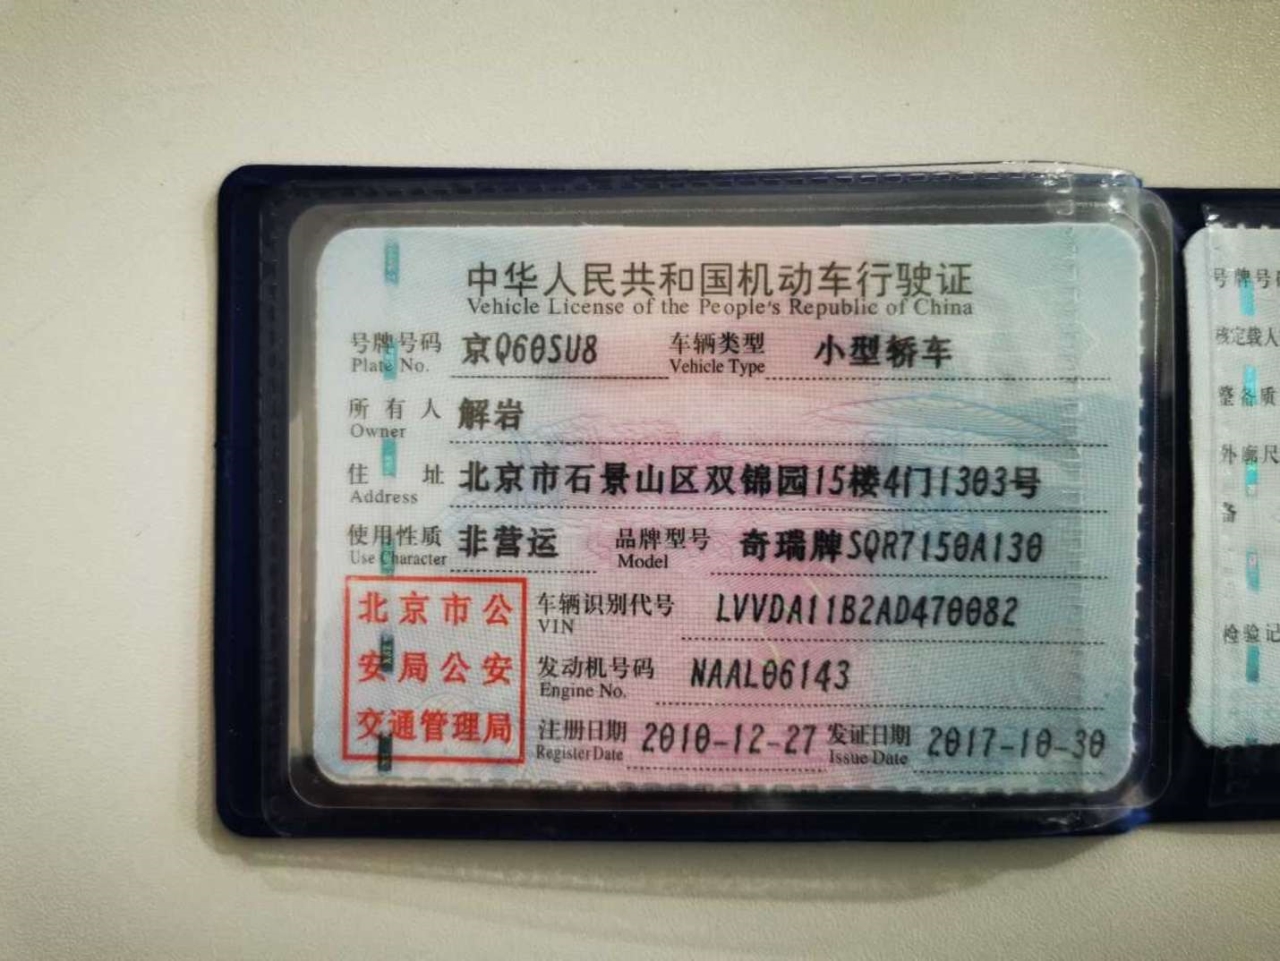 中华人民共和国机动车行驶证
Vehicle License of the People's Republic of China
号牌号码 京Q60SU8 车辆类型 小型轿车
Plate No. Vehicle Type
所有人 解岩
Owner
住址 北京市石景山区双锦园15楼4门1303号
Address
使用性质 非营运 品牌型号 奇瑞牌SQR7150A130
Use Character Model
北京市公
安局公安
交通管理局
车辆识别代号 LVVDA11B2AD470082
VIN
发动机号码 NAAL06143
Engine No.
注册日期 2010-12-27 发证日期 2017-10-30
Register Date Issue Date
号牌号
核定载人
整备质
外廓尺
备
检验记